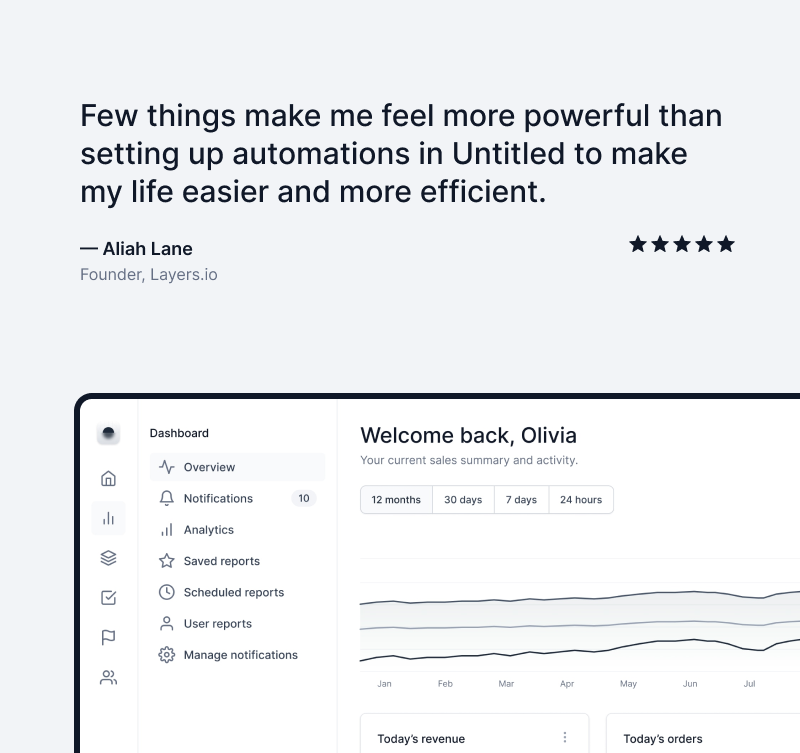 Few things make me feel more powerful than
setting up automations in Untitled to make
my life easier and more efficient.
— Aliah Lane
Founder, Layers.io
Dashboard
Overview
Notifications 10
Analytics
Saved reports
Scheduled reports
User reports
Manage notifications
Welcome back, Olivia
Your current sales summary and activity.
12 months 30 days 7 days 24 hours
Jan Feb Mar Apr May Jun Jul
Today’s revenue
Today’s orders